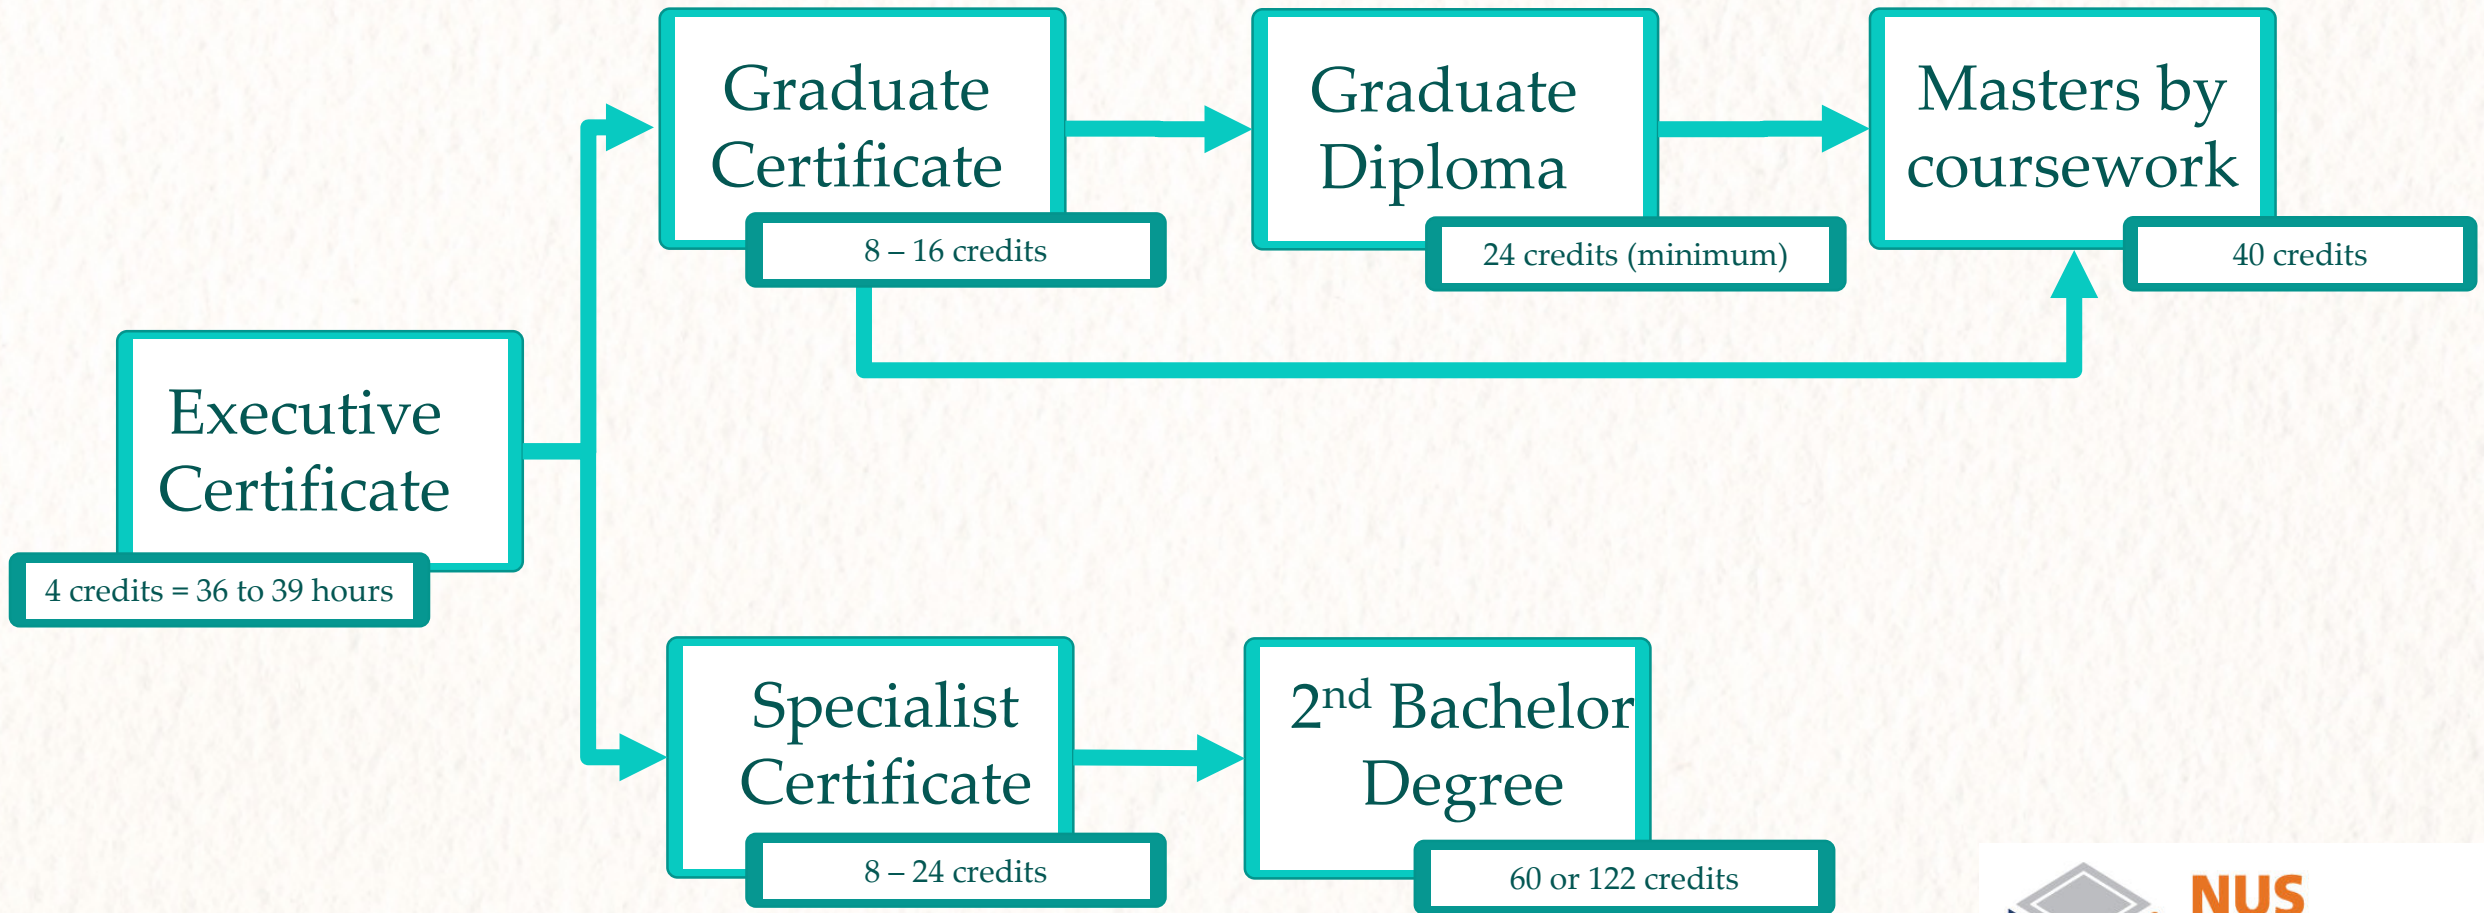 Graduate
Certificate
8 – 16 credits
Graduate
Diploma
24 credits (minimum)
Masters by
coursework
40 credits
Executive
Certificate
4 credits = 36 to 39 hours
Specialist
Certificate
8 – 24 credits
2nd Bachelor
Degree
60 or 122 credits
NUS